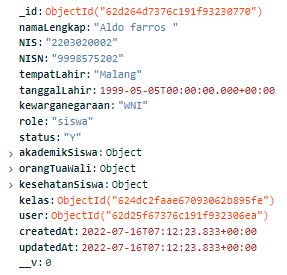 _id: ObjectId("62d264d7376c191f93230770")
namaLengkap: "Aldo farros "
NIS: "2203020002"
NISN: "9998575202"
tempatLahir: "Malang"
tanggalLahir: 1999-05-05T00:00:00.000+00:00
kewarganegaraan: "WNI"
role: "siswa"
status: "Y"
> akademikSiswa: Object
> orangTuaWali: Object
> kesehatanSiswa: Object
kelas: ObjectId("624dc2faae67093062b895fe")
user: ObjectId("62d25f67376c191f932306ea")
createdAt: 2022-07-16T07:12:23.833+00:00
updatedAt: 2022-07-16T07:12:23.833+00:00
__v: 0